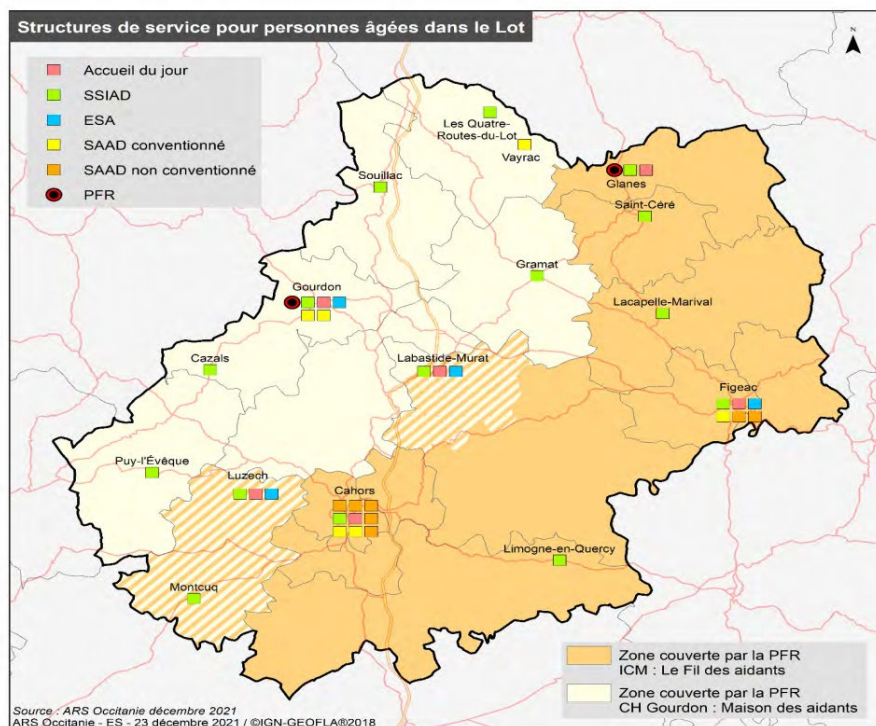 Structures de service pour personnes âgées dans le Lot
Accueil du jour
SSIAD
ESA
SAAD conventionné
SAAD non conventionné
PFR
Les Quatre-
Routes-du-Lot
Vayrac
Souillac
Glanes
Saint-Céré
Gramat
Gourdon
Lacapelle-Marival
Cazals
Labastide-Murat
Figeac
Puy-l'Évêque
Luzech
Cahors
Limogne-en-Quercy
Montcuq
Zone couverte par la PFR
ICM : Le Fil des aidants
Zone couverte par la PFR
CH Gourdon : Maison des aidants
Source : ARS Occitanie décembre 2021
ARS Occitanie - ES - 23 décembre 2021 / ©IGN-GEOFLA®2018